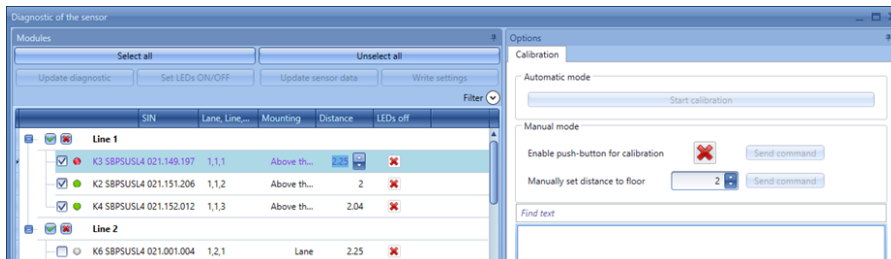 Diagnostic of the sensor
Modules
Select all
Unselect all
Update diagnostic
Set LEDs ON/OFF
Update sensor data
Write settings
Filter
SIN Lane, Line,... Mounting Distance LEDs off
Line 1
K3 SBPSUSL4 021.149.197 1,1,1 Above th... 2.25
K2 SBPSUSL4 021.151.206 1,1,2 Above th... 2
K4 SBPSUSL4 021.152.012 1,1,3 Above th... 2.04
Line 2
K6 SBPSUSL4 021.001.004 1,2,1 Lane 2.25
Options
Calibration
Automatic mode
Start calibration
Manual mode
Enable push-button for calibration Send command
Manually set distance to floor 2 Send command
Find text